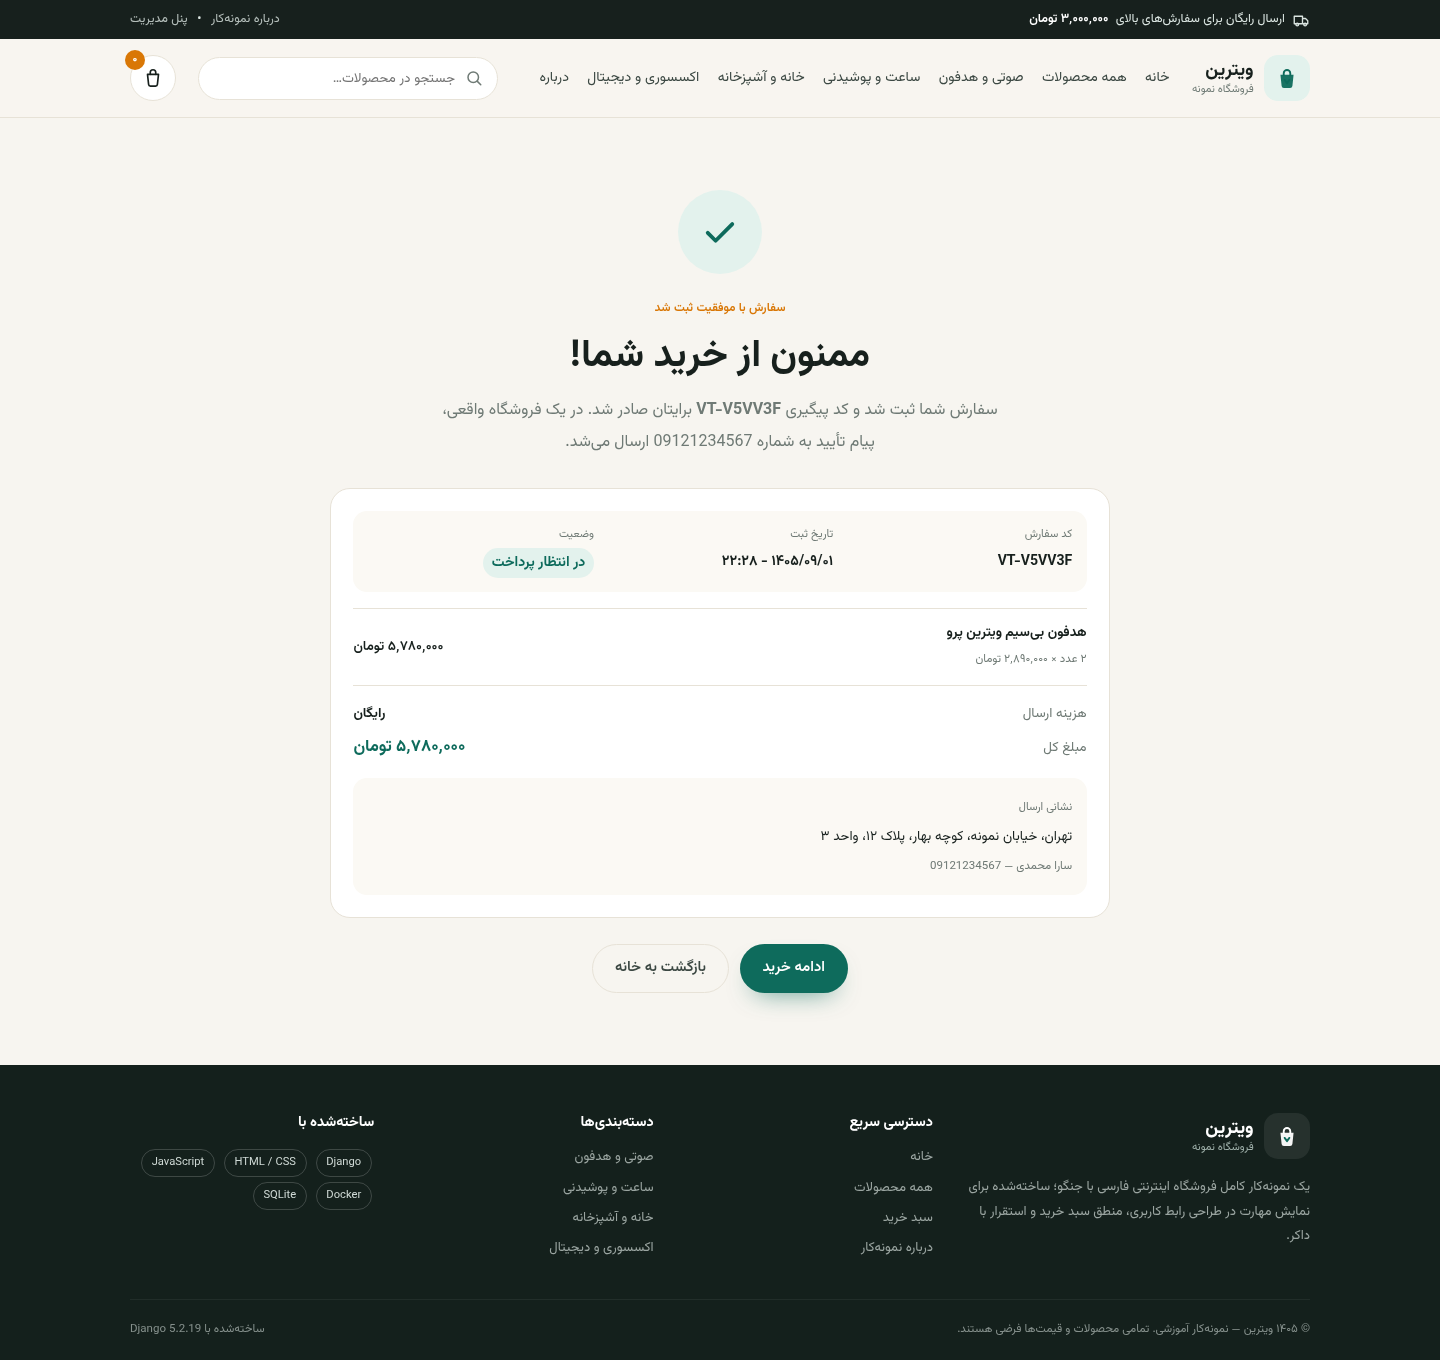 ارسال رایگان برای سفارش‌های بالای ۳,۰۰۰,۰۰۰ تومان
درباره نمونه‌کار • پنل مدیریت
ویترین
فروشگاه نمونه
خانه
همه محصولات
صوتی و هدفون
ساعت و پوشیدنی
خانه و آشپزخانه
اکسسوری و دیجیتال
درباره
جستجو در محصولات...
۰
سفارش با موفقیت ثبت شد
ممنون از خرید شما!
سفارش شما ثبت شد و کد پیگیری VT-V5VV3F برایتان صادر شد. در یک فروشگاه واقعی،
پیام تأیید به شماره 09121234567 ارسال می‌شد.
کد سفارش
VT-V5VV3F
تاریخ ثبت
۱۴۰۵/۰۹/۰۱ - ۲۲:۲۸
وضعیت
در انتظار پرداخت
هدفون بی‌سیم ویترین پرو
۲ عدد × ۲,۸۹۰,۰۰۰ تومان
۵,۷۸۰,۰۰۰ تومان
هزینه ارسال
رایگان
مبلغ کل
۵,۷۸۰,۰۰۰ تومان
نشانی ارسال
تهران، خیابان نمونه، کوچه بهار، پلاک ۱۲، واحد ۳
سارا محمدی — 09121234567
ادامه خرید
بازگشت به خانه
ویترین
فروشگاه نمونه
یک نمونه‌کار کامل فروشگاه اینترنتی فارسی با جنگو؛ ساخته‌شده برای
نمایش مهارت در طراحی رابط کاربری، منطق سبد خرید و استقرار با
داکر.
دسترسی سریع
خانه
همه محصولات
سبد خرید
درباره نمونه‌کار
دسته‌بندی‌ها
صوتی و هدفون
ساعت و پوشیدنی
خانه و آشپزخانه
اکسسوری و دیجیتال
ساخته‌شده با
Django
HTML / CSS
JavaScript
Docker
SQLite
© ۱۴۰۵ ویترین — نمونه‌کار آموزشی. تمامی محصولات و قیمت‌ها فرضی هستند.
ساخته‌شده با Django 5.2.19